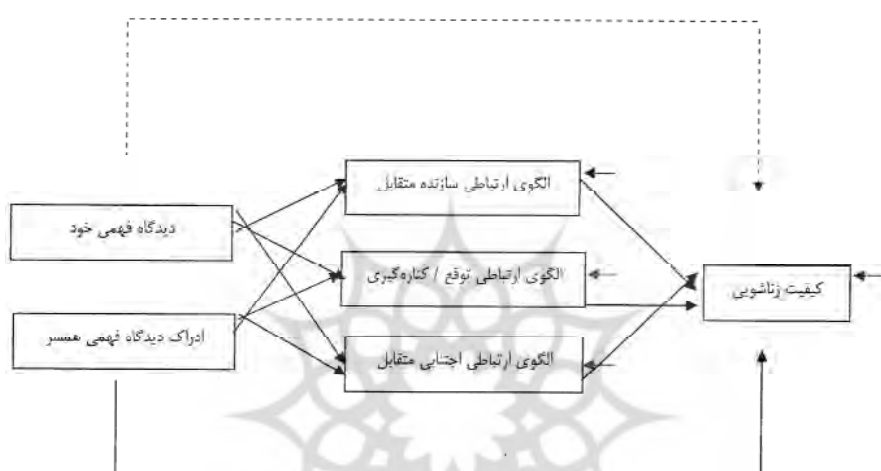 الگوی ارتباطی سازنده متقابل
دیدگاه فهمی خود
الگوی ارتباطی توقع / کناره‌گیری
کیفیت زناشویی
ادراک دیدگاه فهمی همسر
الگوی ارتباطی اجتنابی متقابل